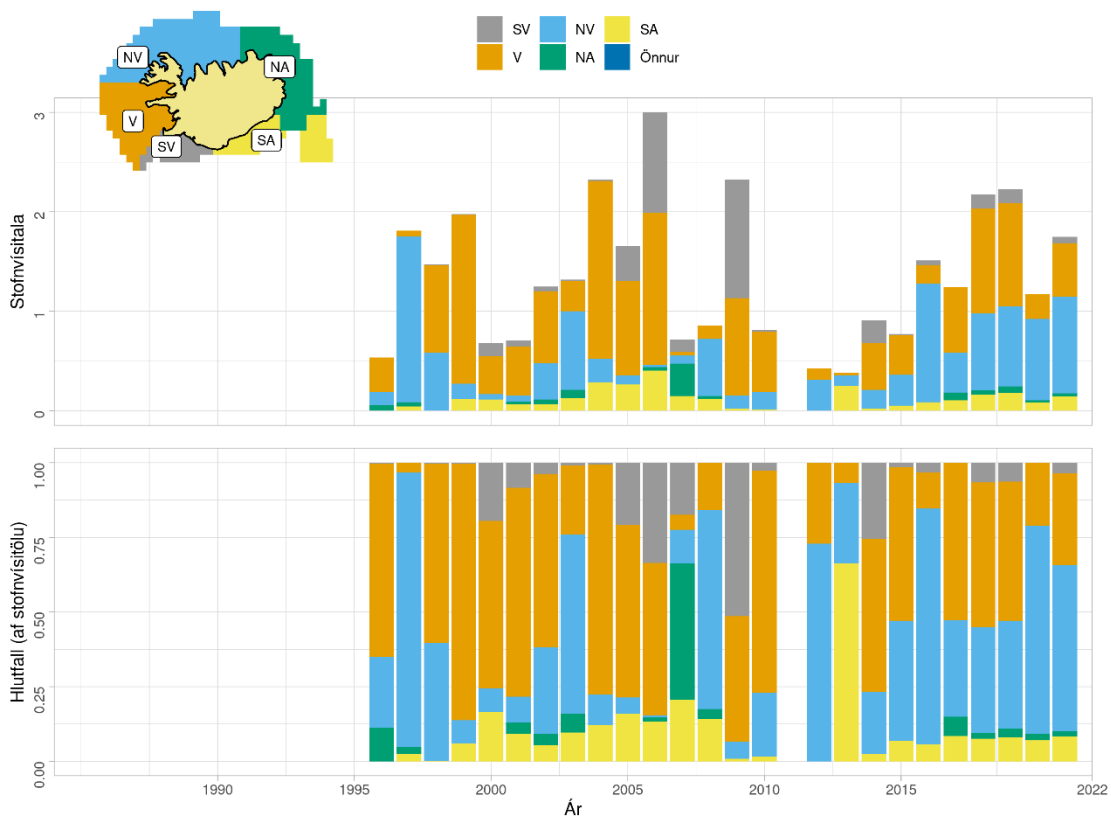 SV NV SA
V NA Önnur
NV
NA
V
SV
SA
Stofnvísitala
3
2
1
0
Hlutfall (af stofnvísitölu)
1.00
0.75
0.50
0.25
0.00
1990 1995 2000 2005 2010 2015 2022
Ár